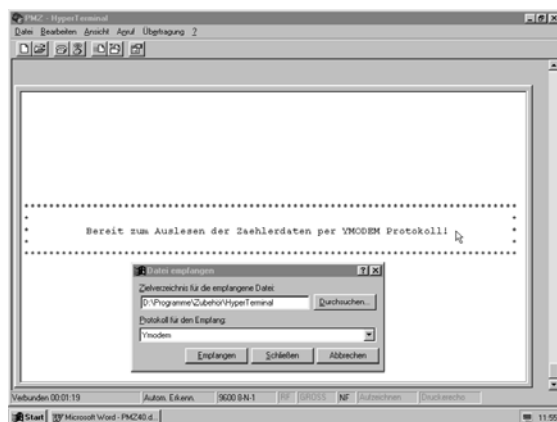 PMZ - HyperTerminal
Datei Bearbeiten Ansicht Anruf Übertragung ?
Bereit zum Auslesen der Zaehlerdaten per YMODEM Protokoll!
Datei empfangen
Zielverzeichnis für die empfangene Datei:
D:\Programme\Zubehör\HyperTerminal
Durchsuchen...
Protokoll für den Empfang:
Ymodem
Empfangen Schließen Abbrechen
Verbunden 00:01:19 Autom. Erkenn. 9600 8-N-1 RF GROSS NF Aufzeichnen Druckerecho
Start Microsoft Word - PMZ40.d... 11:55